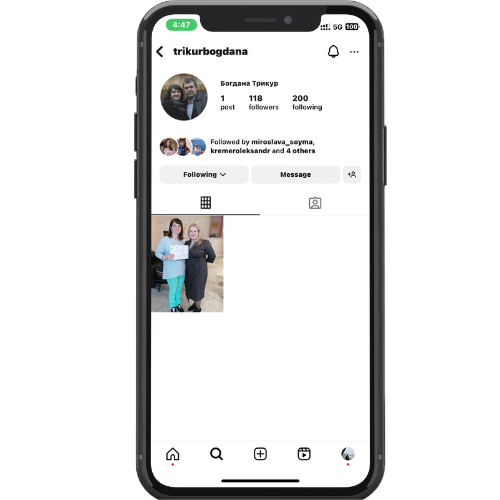 4:47
5G 100
trikurbogdana
Богдана Трикур
1 118 200
post followers following
Followed by miroslava_soyma,
kremeroleksandr and 4 others
Following Message